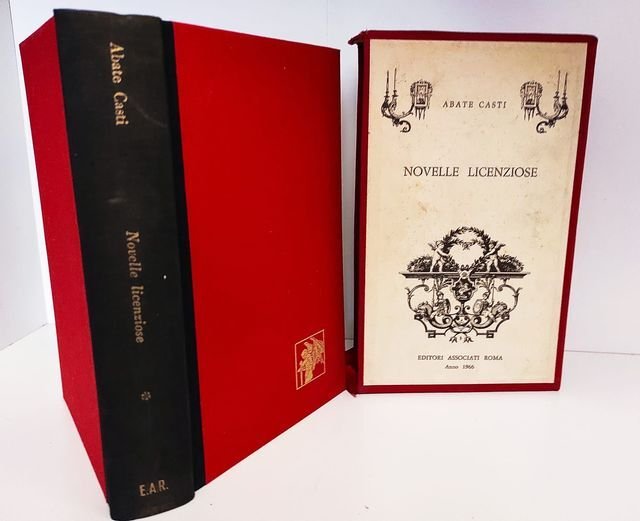 Abate Casti
Novelle licenziose
E.A.R.
ABATE CASTI
NOVELLE LICENZIOSE
EDITORI ASSOCIATI ROMA
Anno 1966